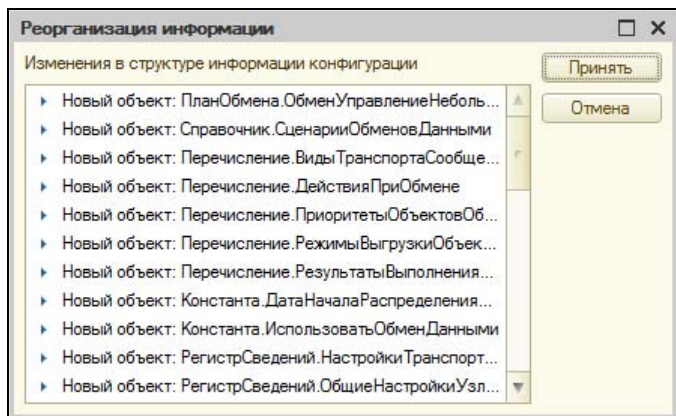 Реорганизация информации
Изменения в структуре информации конфигурации
Принять
Отмена
Новый объект: ПланОбмена.ОбменУправлениеНеболь...
Новый объект: Справочник.СценарииОбменовДанными
Новый объект: Перечисление.ВидыТранспортаСообще...
Новый объект: Перечисление.ДействияПриОбмене
Новый объект: Перечисление.ПриоритетыОбъектовОб...
Новый объект: Перечисление.РежимыВыгрузкиОбъек...
Новый объект: Перечисление.РезультатыВыполнения...
Новый объект: Константа.ДатаНачалаРаспределения...
Новый объект: Константа.ИспользоватьОбменДанными
Новый объект: РегистрСведений.НастройкиТранспорт...
Новый объект: РегистрСведений.ОбщиеНастройкиУзл...